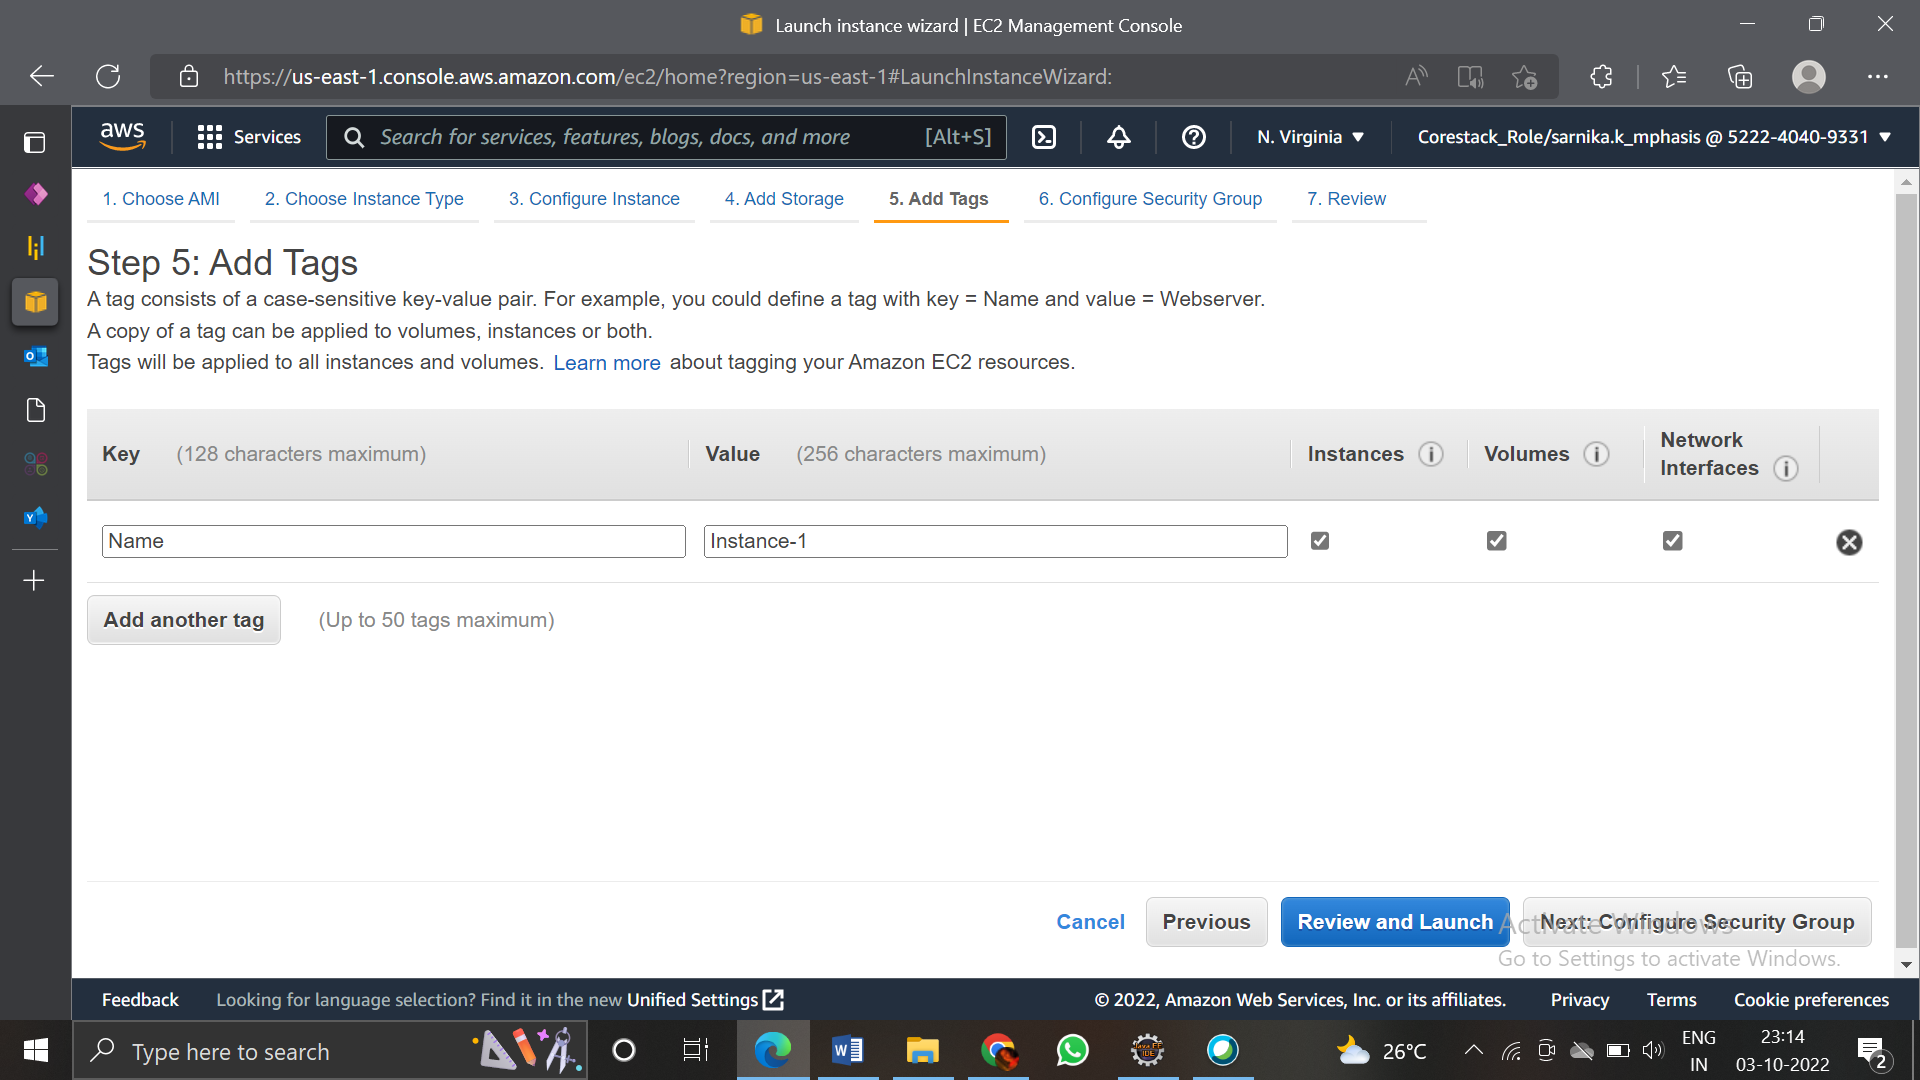 Launch instance wizard | EC2 Management Console
https://us-east-1.console.aws.amazon.com/ec2/home?region=us-east-1#LaunchInstanceWizard:
aws
Services
Search for services, features, blogs, docs, and more
[Alt+S]
N. Virginia
Corestack_Role/sarnika.k_mphasis @ 5222-4040-9331
1. Choose AMI
2. Choose Instance Type
3. Configure Instance
4. Add Storage
5. Add Tags
6. Configure Security Group
7. Review
Step 5: Add Tags
A tag consists of a case-sensitive key-value pair. For example, you could define a tag with key = Name and value = Webserver.
A copy of a tag can be applied to volumes, instances or both.
Tags will be applied to all instances and volumes. Learn more about tagging your Amazon EC2 resources.
Key (128 characters maximum)
Value (256 characters maximum)
Instances
Volumes
Network
Interfaces
Name
Instance-1
Add another tag
(Up to 50 tags maximum)
Cancel
Previous
Review and Launch
Next: Configure Security Group
Activate Windows
Go to Settings to activate Windows.
Feedback
Looking for language selection? Find it in the new Unified Settings
© 2022, Amazon Web Services, Inc. or its affiliates.
Privacy
Terms
Cookie preferences
Type here to search
26°C
ENG
IN
23:14
03-10-2022
2